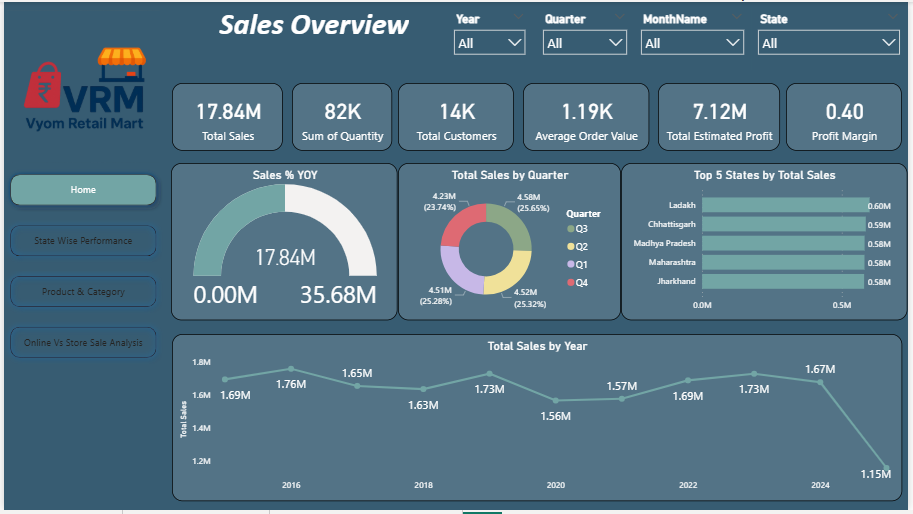 Sales Overview
Year
Quarter
MonthName
State
All
All
All
All
₹
VRM
Vyom Retail Mart
17.84M
Total Sales
82K
Sum of Quantity
14K
Total Customers
1.19K
Average Order Value
7.12M
Total Estimated Profit
0.40
Profit Margin
Home
State Wise Performance
Product & Category
Online Vs Store Sale Analysis
Sales % YOY
17.84M
0.00M
35.68M
Total Sales by Quarter
4.23M
(23.74%)
4.58M
(25.65%)
4.51M
(25.28%)
4.52M
(25.32%)
Quarter
Q3
Q2
Q1
Q4
Top 5 States by Total Sales
Ladakh
0.60M
Chhattisgarh
0.59M
Madhya Pradesh
0.58M
Maharashtra
0.58M
Jharkhand
0.58M
0.0M
0.5M
Total Sales by Year
Total Sales
1.8M
1.6M
1.4M
1.2M
1.69M
1.76M
1.65M
1.63M
1.73M
1.56M
1.57M
1.69M
1.73M
1.67M
1.15M
2016
2018
2020
2022
2024